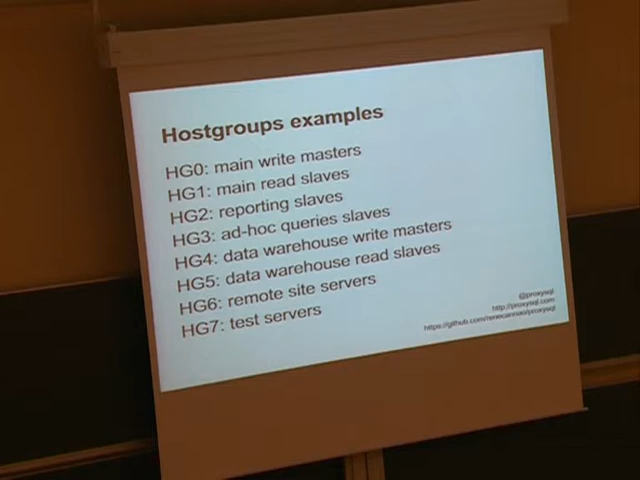 Hostgroups examples
HG0: main write masters
HG1: main read slaves
HG2: reporting slaves
HG3: ad-hoc queries slaves
HG4: data warehouse write masters
HG5: data warehouse read slaves
HG6: remote site servers
HG7: test servers
@proxysql
http://proxysql.com
https://github.com/renecannao/proxysql